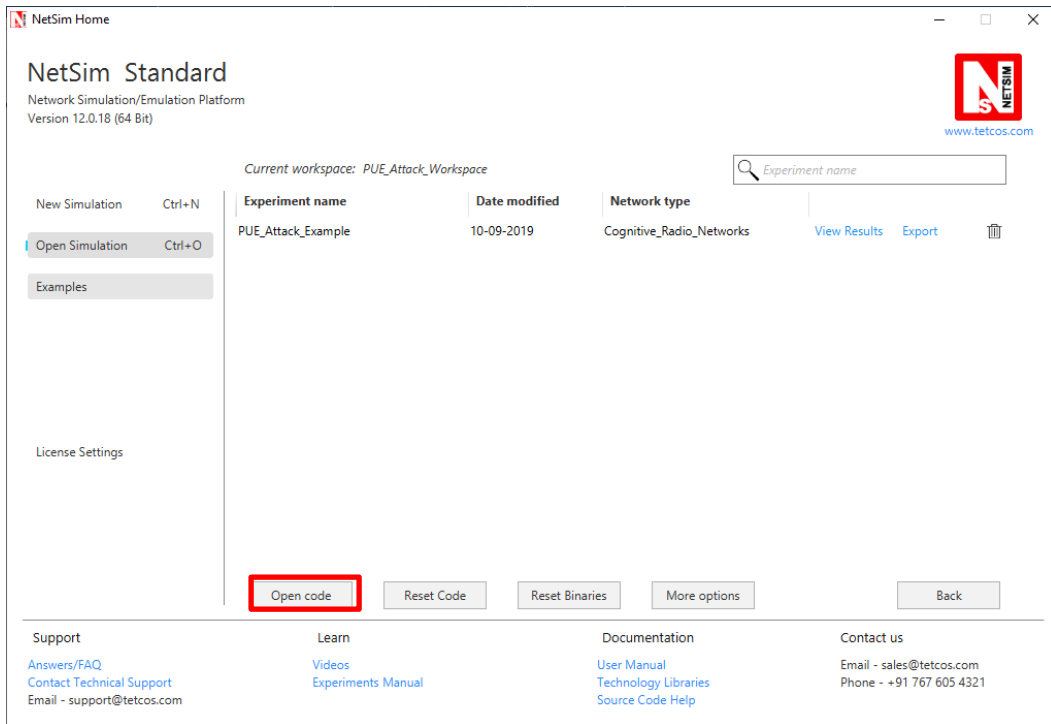 NetSim Home
NetSim Standard
Network Simulation/Emulation Platform
Version 12.0.18 (64 Bit)
NS
NETSIM
www.tetcos.com
Current workspace: PUE_Attack_Workspace
Experiment name
New Simulation Ctrl+N
Open Simulation Ctrl+O
Examples
License Settings
Experiment name Date modified Network type
PUE_Attack_Example 10-09-2019 Cognitive_Radio_Networks View Results Export
Open code Reset Code Reset Binaries More options Back
Support Learn Documentation Contact us
Answers/FAQ Videos User Manual Email - sales@tetcos.com
Contact Technical Support Experiments Manual Technology Libraries Phone - +91 767 605 4321
Email - support@tetcos.com Source Code Help